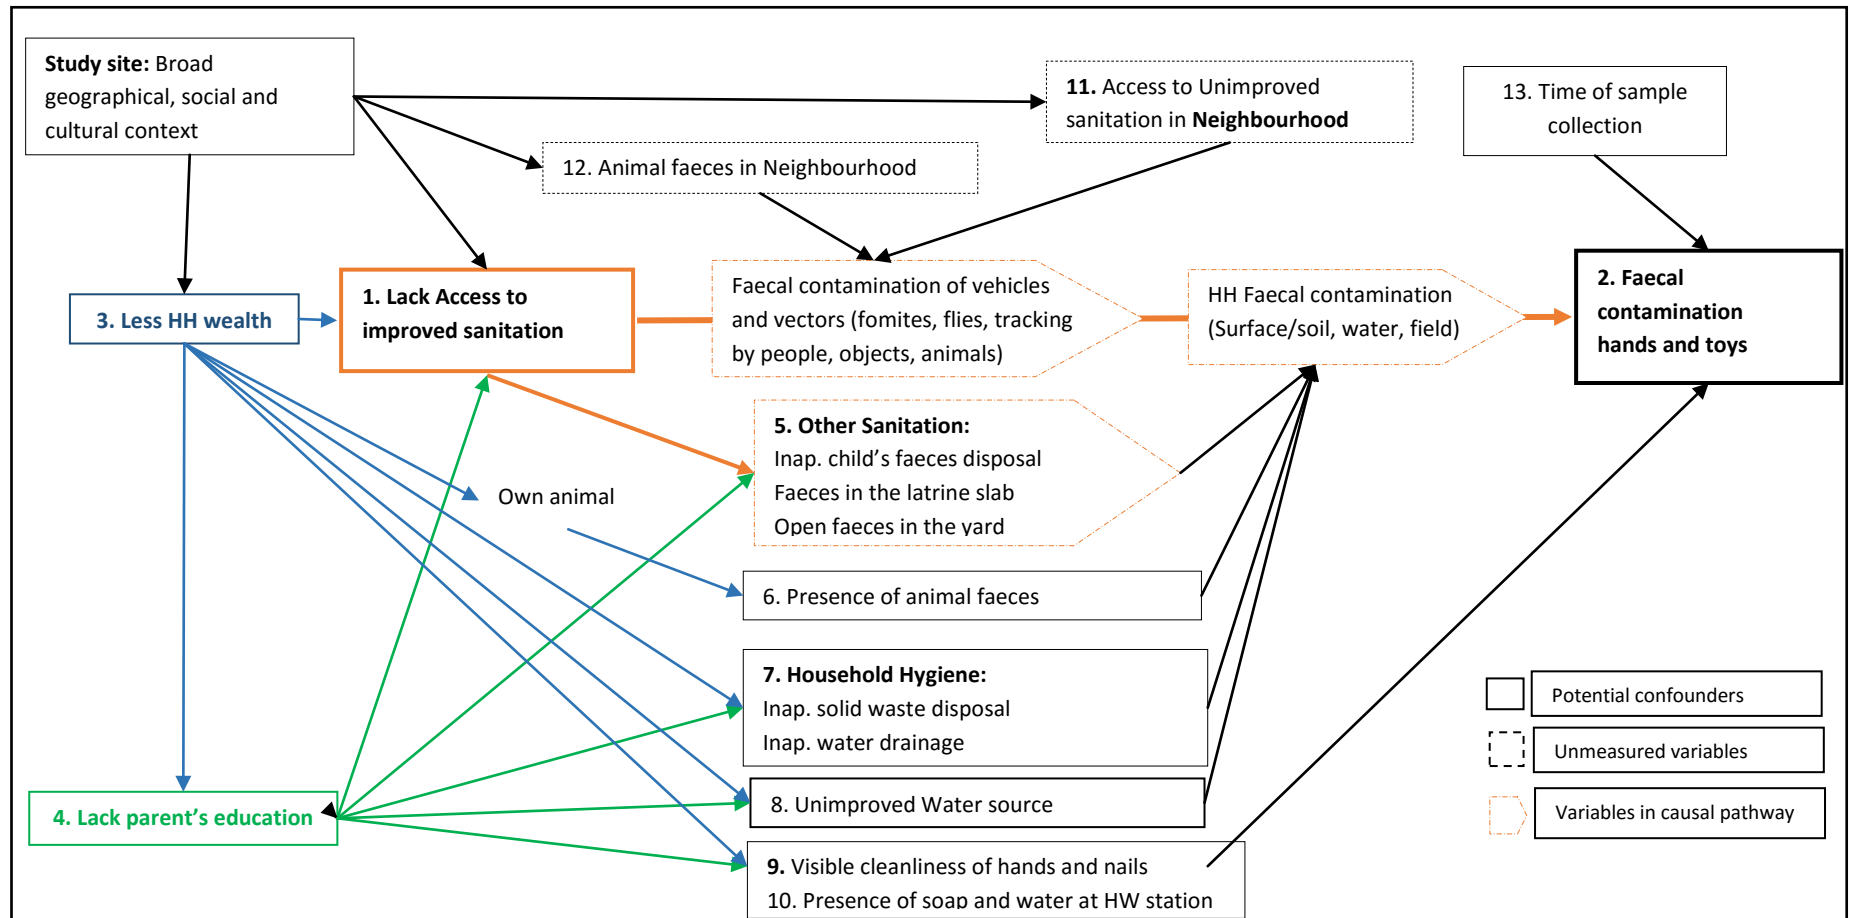 Study site: Broad
geographical, social and
cultural context
11. Access to Unimproved
sanitation in Neighbourhood
13. Time of sample
collection
12. Animal faeces in Neighbourhood
3. Less HH wealth
1. Lack Access to
improved sanitation
Faecal contamination of vehicles
and vectors (fomites, flies, tracking
by people, objects, animals)
HH Faecal contamination
(Surface/soil, water, field)
2. Faecal
contamination
hands and toys
5. Other Sanitation:
Inap. child's faeces disposal
Faeces in the latrine slab
Open faeces in the yard
Own animal
6. Presence of animal faeces
7. Household Hygiene:
Inap. solid waste disposal
Inap. water drainage
8. Unimproved Water source
4. Lack parent's education
9. Visible cleanliness of hands and nails
10. Presence of soap and water at HW station
Potential confounders
Unmeasured variables
Variables in causal pathway